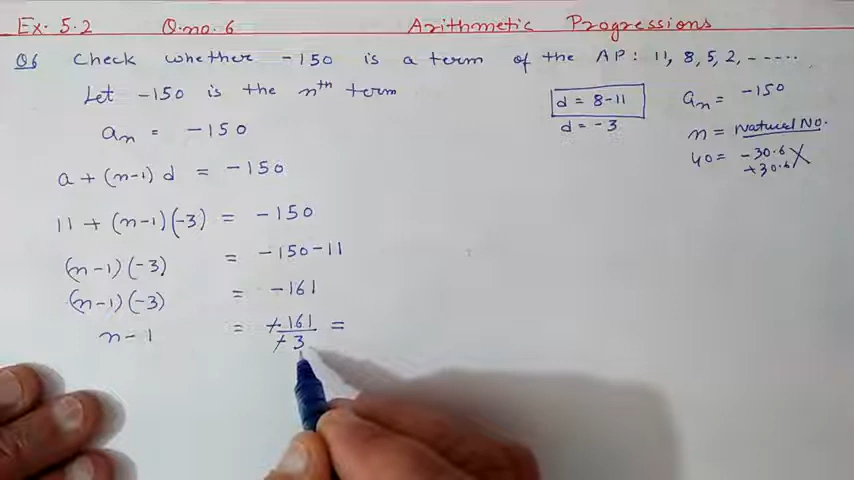 Ex. 5.2 Q.no. 6 Arithmetic Progressions
Q6 Check whether -150 is a term of the AP: 11, 8, 5, 2, -----
Let -150 is the nth term
an = -150
a + (n-1) d = -150
11 + (n-1)(-3) = -150
(n-1)(-3) = -150-11
(n-1)(-3) = -161
n-1 = -161/-3 =
d = 8-11
d = -3
an = -150
n = Natural No.
40 = -30.6
+30.6